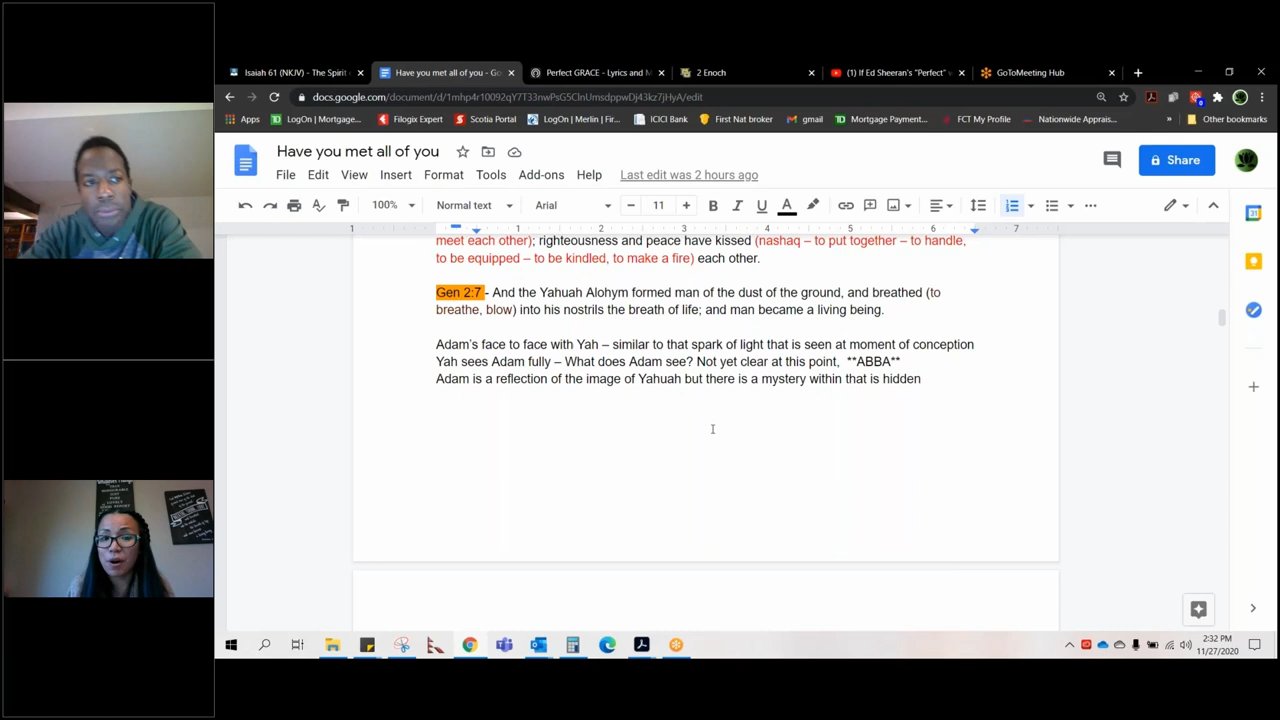 Isaiah 61 (NKJV) - The Spirit
Have you met all of you - Go
Perfect GRACE - Lyrics and M
2 Enoch
(1) If Ed Sheeran's "Perfect" w
GoToMeeting Hub
docs.google.com/document/d/1mhp4r10092qY7T33nwPsG5ClnUmsdppwDj43kz7jHyA/edit
Apps
LogOn | Mortgage...
Filogix Expert
Scotia Portal
LogOn | Merlin | Fir...
ICICI Bank
First Nat broker
gmail
Mortgage Payment...
FCT My Profile
Nationwide Apprais...
»
Other bookmarks
Have you met all of you
Share
File Edit View Insert Format Tools Add-ons Help Last edit was 2 hours ago
100% Normal text Arial 11
1 1 2 3 4 5 6 7
meet each other); righteousness and peace have kissed (nashaq – to put together – to handle,
to be equipped – to be kindled, to make a fire) each other.
Gen 2:7 - And the Yahuah Alohym formed man of the dust of the ground, and breathed (to
breathe, blow) into his nostrils the breath of life; and man became a living being.
Adam's face to face with Yah – similar to that spark of light that is seen at moment of conception
Yah sees Adam fully – What does Adam see? Not yet clear at this point, **ABBA**
Adam is a reflection of the image of Yahuah but there is a mystery within that is hidden
2:32 PM
11/27/2020